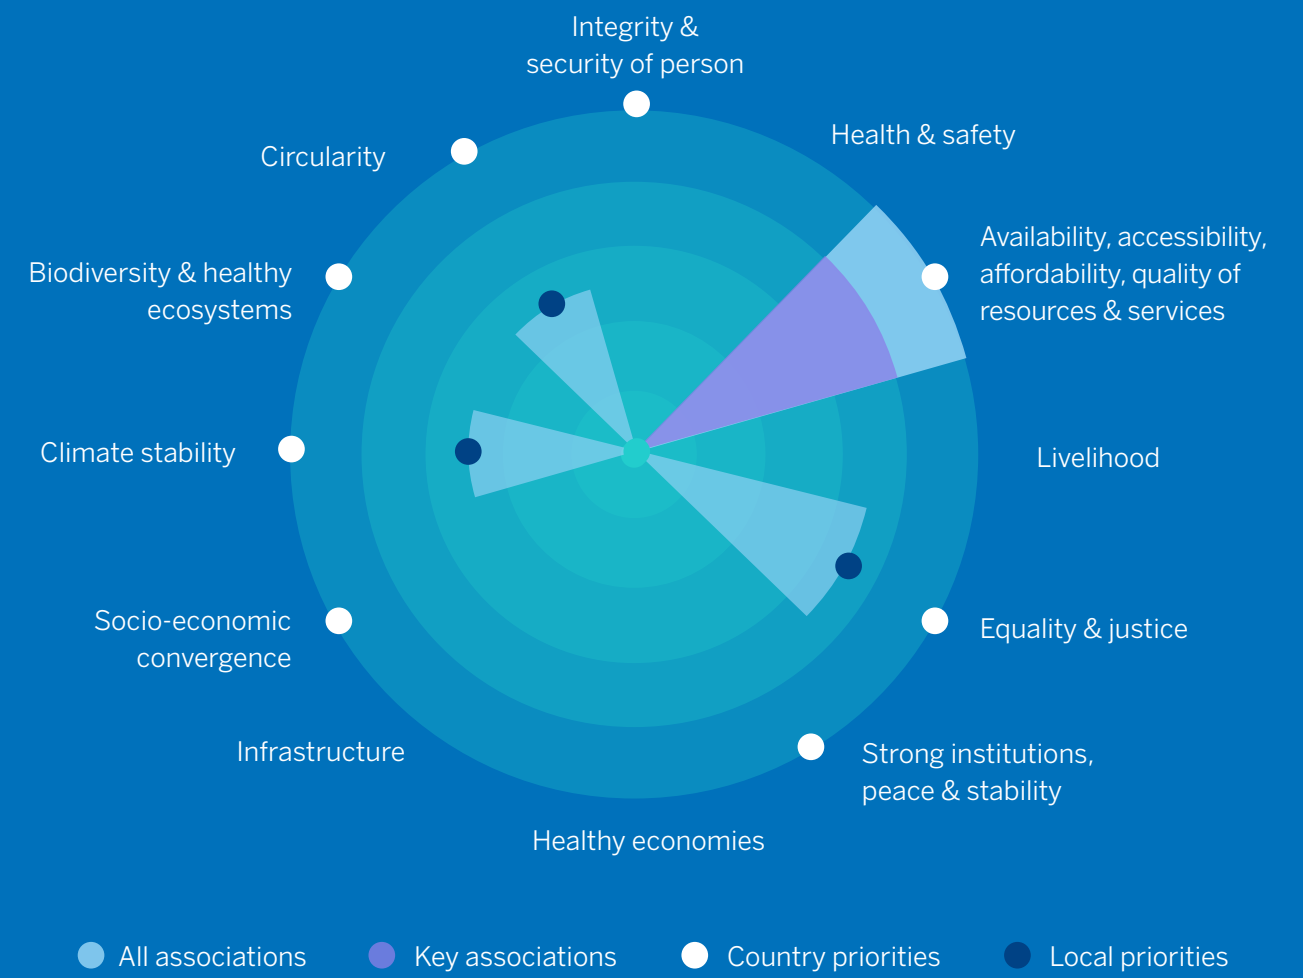 Integrity &
security of person
Health & safety
Circularity
Availability, accessibility,
affordability, quality of
resources & services
Biodiversity & healthy
ecosystems
Climate stability
Livelihood
Socio-economic
convergence
Equality & justice
Infrastructure
Strong institutions,
peace & stability
Healthy economies
All associations
Key associations
Country priorities
Local priorities